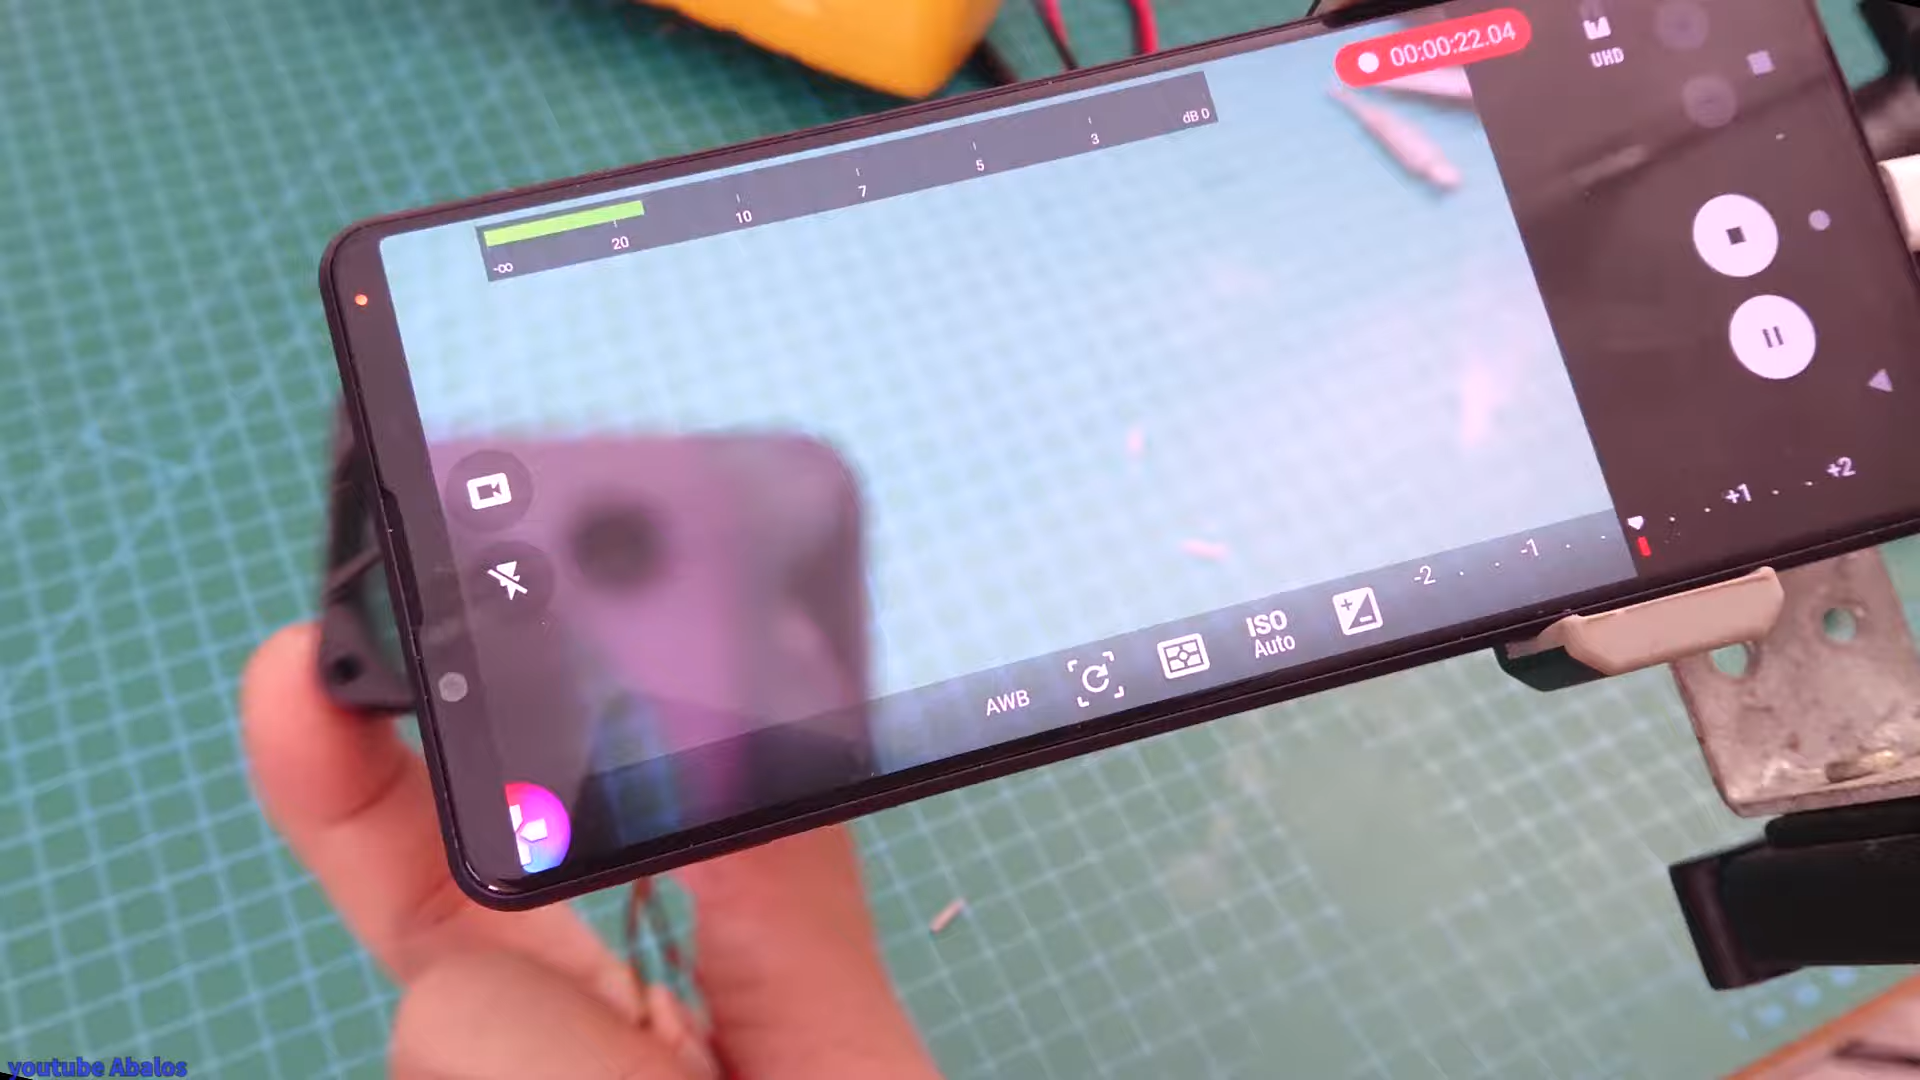 00:00:22.04
UHD
-∞ 20 10 7 5 3 dB 0
AWB
ISO
Auto
-2 -1 +1 +2
youtube Abalos